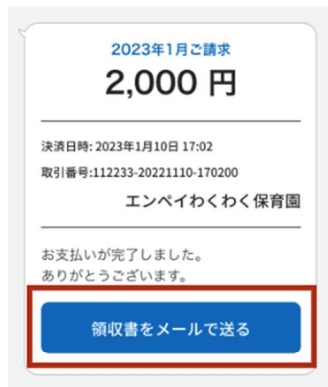 2023年1月ご請求
2,000 円
決済日時: 2023年1月10日 17:02
取引番号:112233-20221110-170200
エンペイわくわく保育園
お支払いが完了しました。
ありがとうございます。
領収書をメールで送る